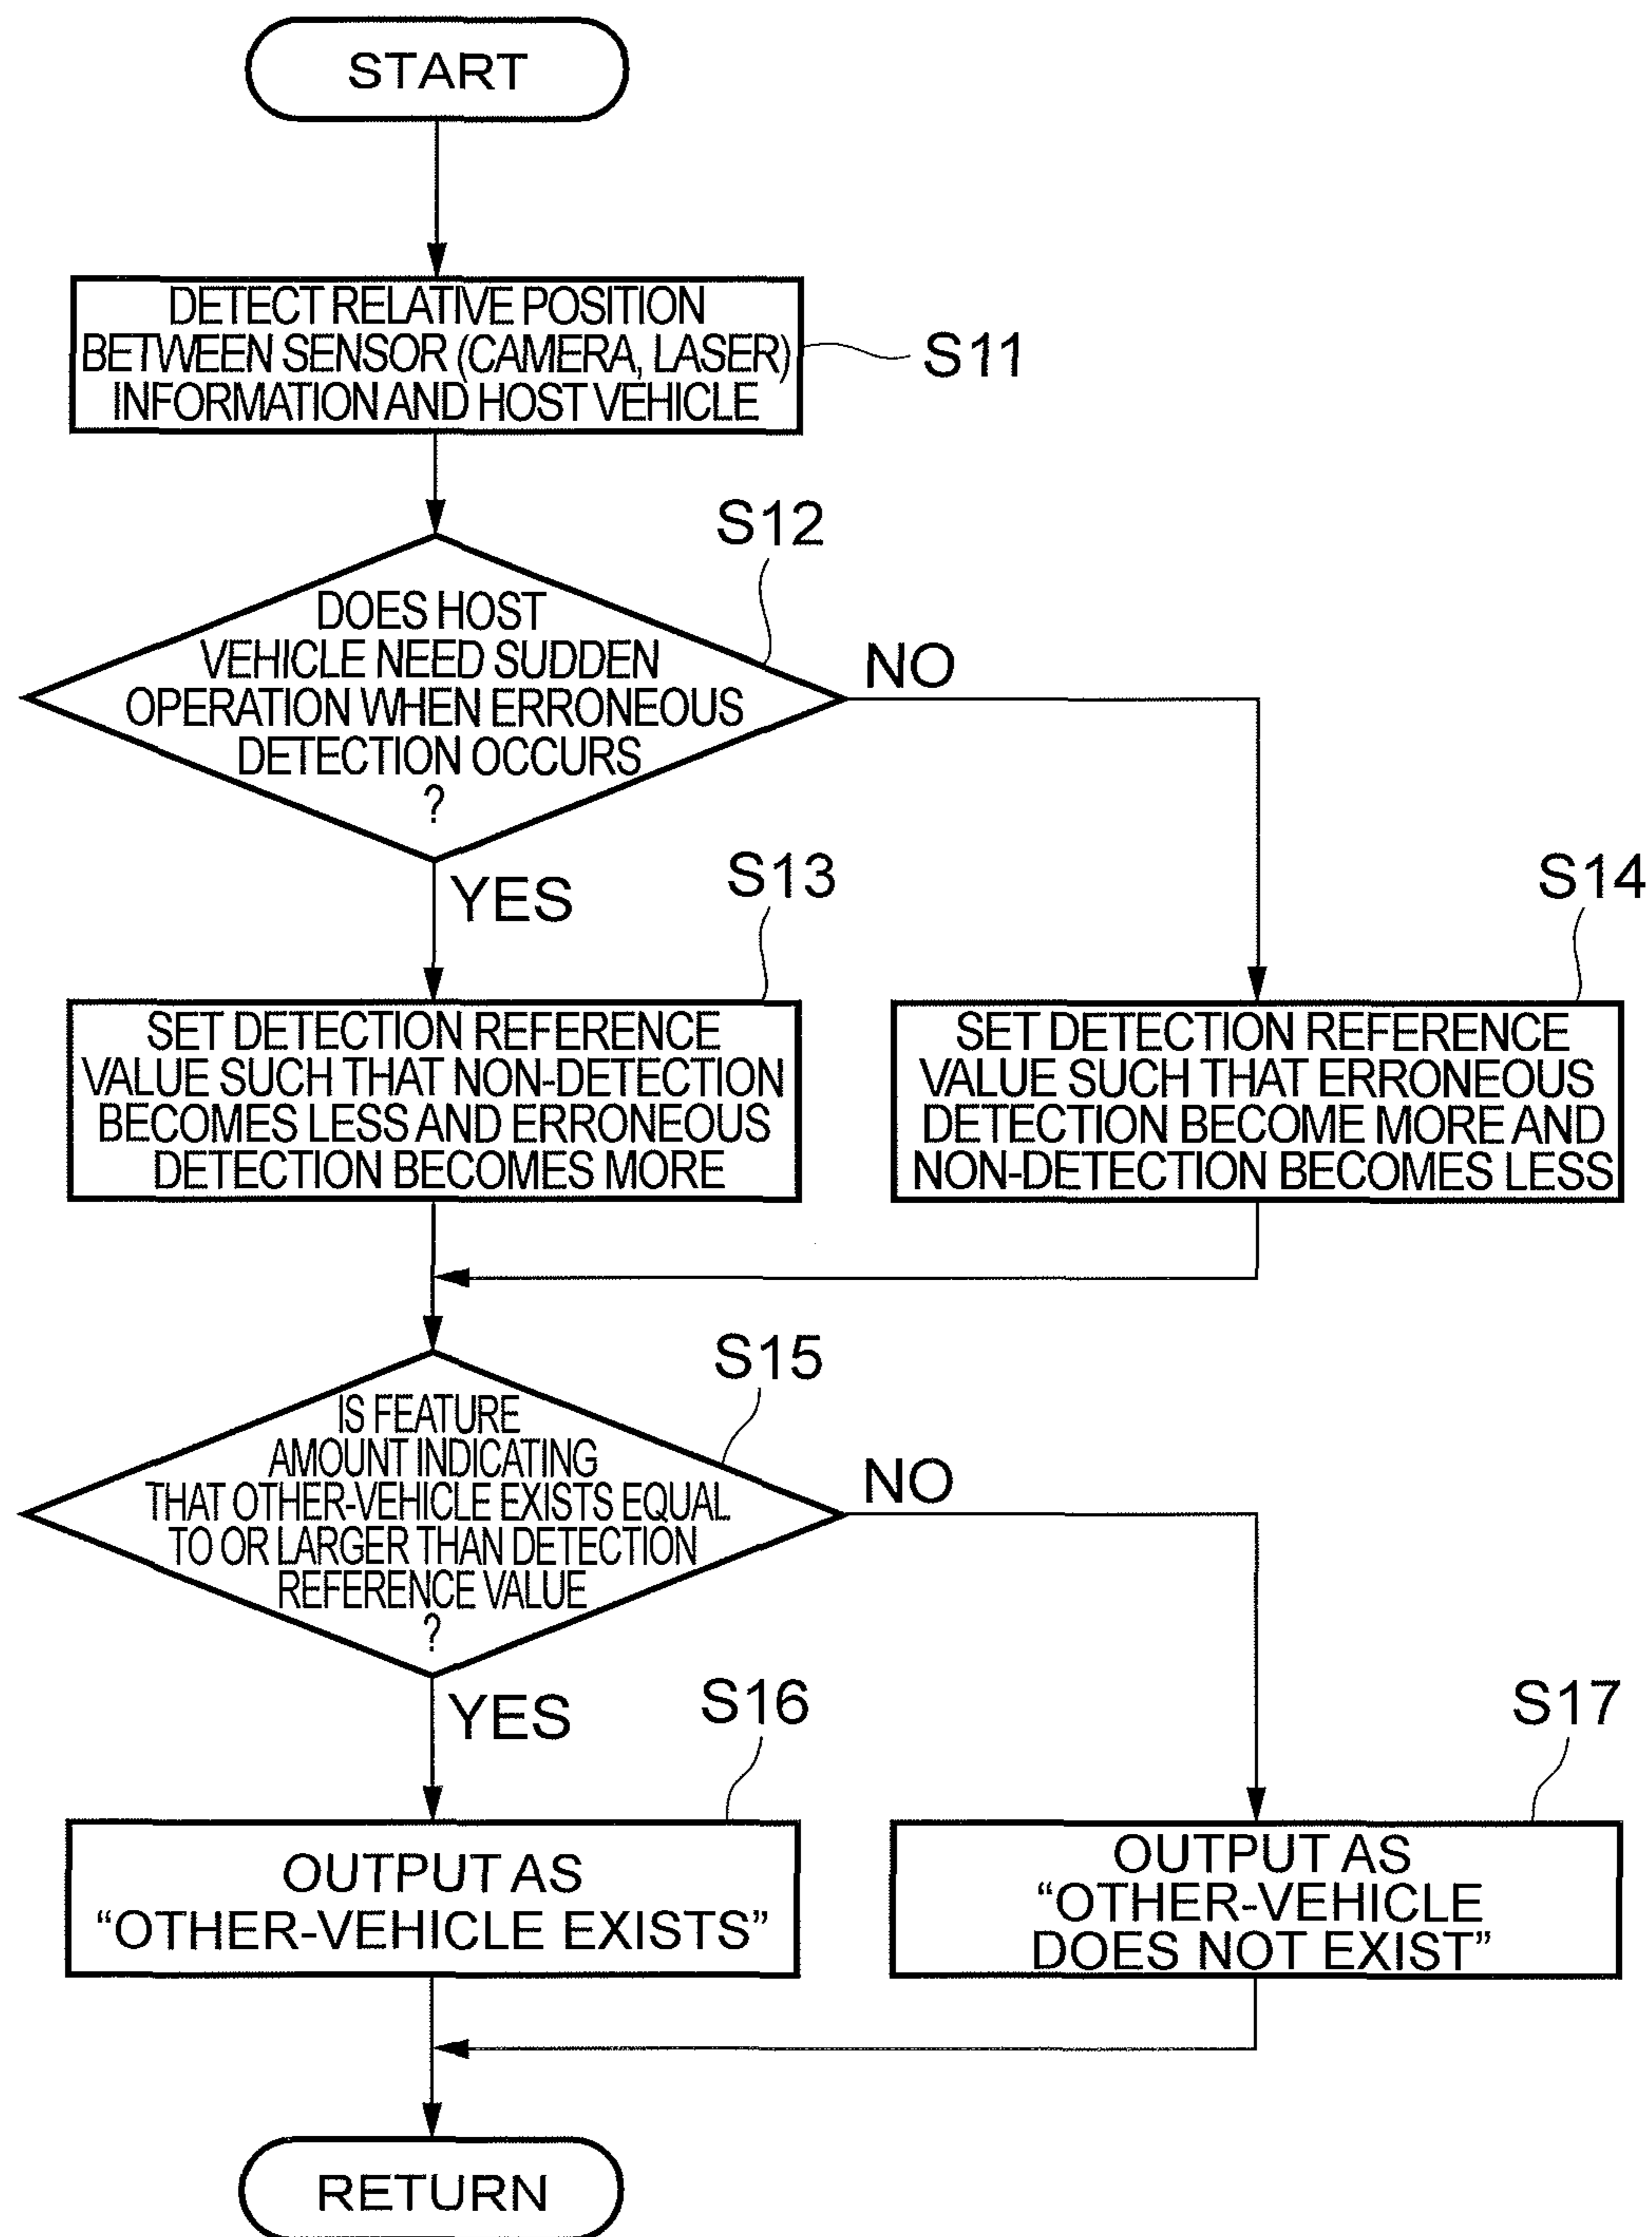 START
DETECT RELATIVE POSITION
BETWEEN SENSOR (CAMERA, LASER)
INFORMATION AND HOST VEHICLE
S11
S12
DOES HOST
VEHICLE NEED SUDDEN
OPERATION WHEN ERRONEOUS
DETECTION OCCURS
?
NO
YES
S13
SET DETECTION REFERENCE
VALUE SUCH THAT NON-DETECTION
BECOMES LESS AND ERRONEOUS
DETECTION BECOMES MORE
S14
SET DETECTION REFERENCE
VALUE SUCH THAT ERRONEOUS
DETECTION BECOME MORE AND
NON-DETECTION BECOMES LESS
S15
IS FEATURE
AMOUNT INDICATING
THAT OTHER-VEHICLE EXISTS EQUAL
TO OR LARGER THAN DETECTION
REFERENCE VALUE
?
NO
YES
S16
OUTPUT AS
“OTHER-VEHICLE EXISTS”
S17
OUTPUT AS
“OTHER-VEHICLE
DOES NOT EXIST”
RETURN